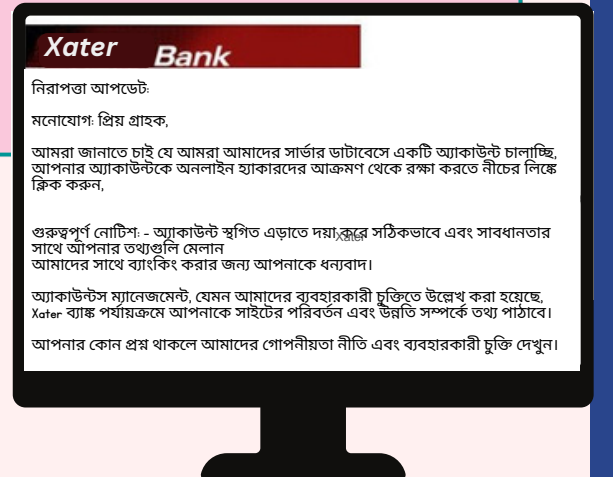 Xater Bank
নিরাপত্তা আপডেট:
মনোযোগ: প্রিয় গ্রাহক,
আমরা জানাতে চাই যে আমরা আমাদের সার্ভার ডাটাবেসে একটি অ্যাকাউন্ট চালাচ্ছি,
আপনার অ্যাকাউন্টকে অনলাইন হ্যাকারদের আক্রমণ থেকে রক্ষা করতে নীচের লিঙ্কে
ক্লিক করুন,
গুরুত্বপূর্ণ নোটিশ: - অ্যাকাউন্ট স্থগিত এড়াতে দয়া করে সঠিকভাবে এবং সাবধানতার
Xater
সাথে আপনার তথ্যগুলি মেলান
আমাদের সাথে ব্যাংকিং করার জন্য আপনাকে ধন্যবাদ।
অ্যাকাউন্টস ম্যানেজমেন্ট, যেমন আমাদের ব্যবহারকারী চুক্তিতে উল্লেখ করা হয়েছে,
Xater ব্যাঙ্ক পর্যায়ক্রমে আপনাকে সাইটের পরিবর্তন এবং উন্নতি সম্পর্কে তথ্য পাঠাবে।
আপনার কোন প্রশ্ন থাকলে আমাদের গোপনীয়তা নীতি এবং ব্যবহারকারী চুক্তি দেখুন।